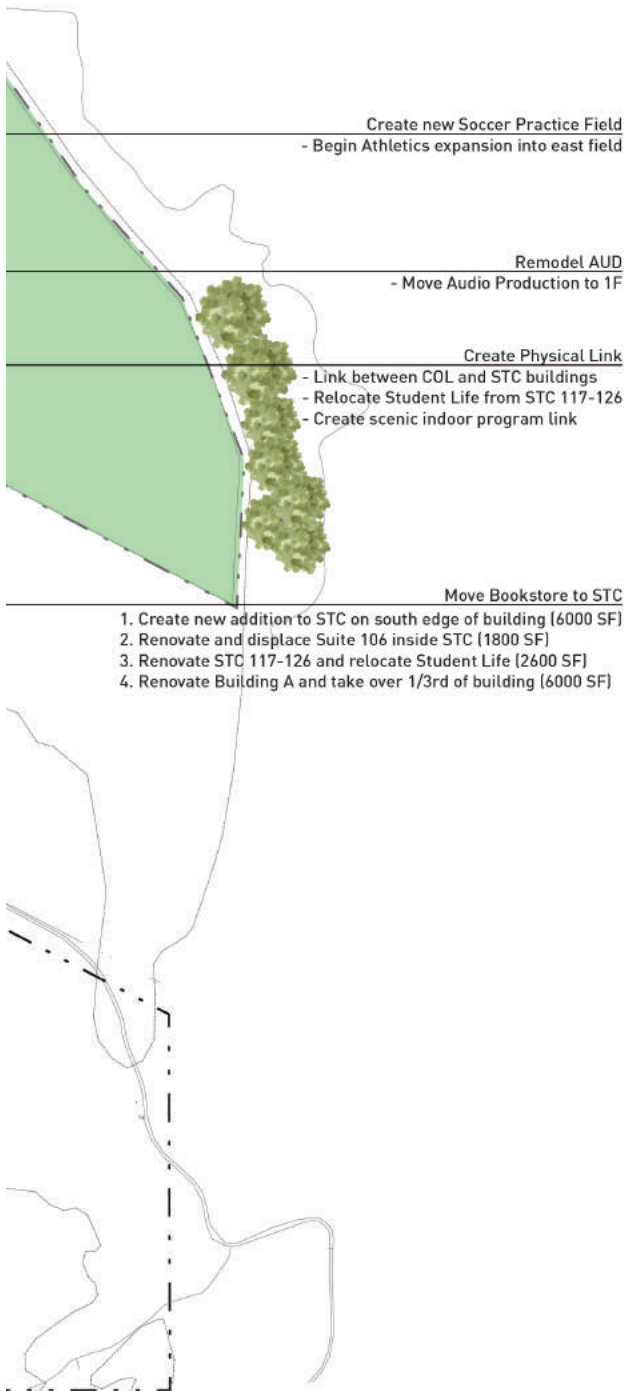 Create new Soccer Practice Field
- Begin Athletics expansion into east field
Remodel AUD
- Move Audio Production to 1F
Create Physical Link
- Link between COL and STC buildings
- Relocate Student Life from STC 117-126
- Create scenic indoor program link
Move Bookstore to STC
1. Create new addition to STC on south edge of building (6000 SF)
2. Renovate and displace Suite 106 inside STC (1800 SF)
3. Renovate STC 117-126 and relocate Student Life (2600 SF)
4. Renovate Building A and take over 1/3rd of building (6000 SF)